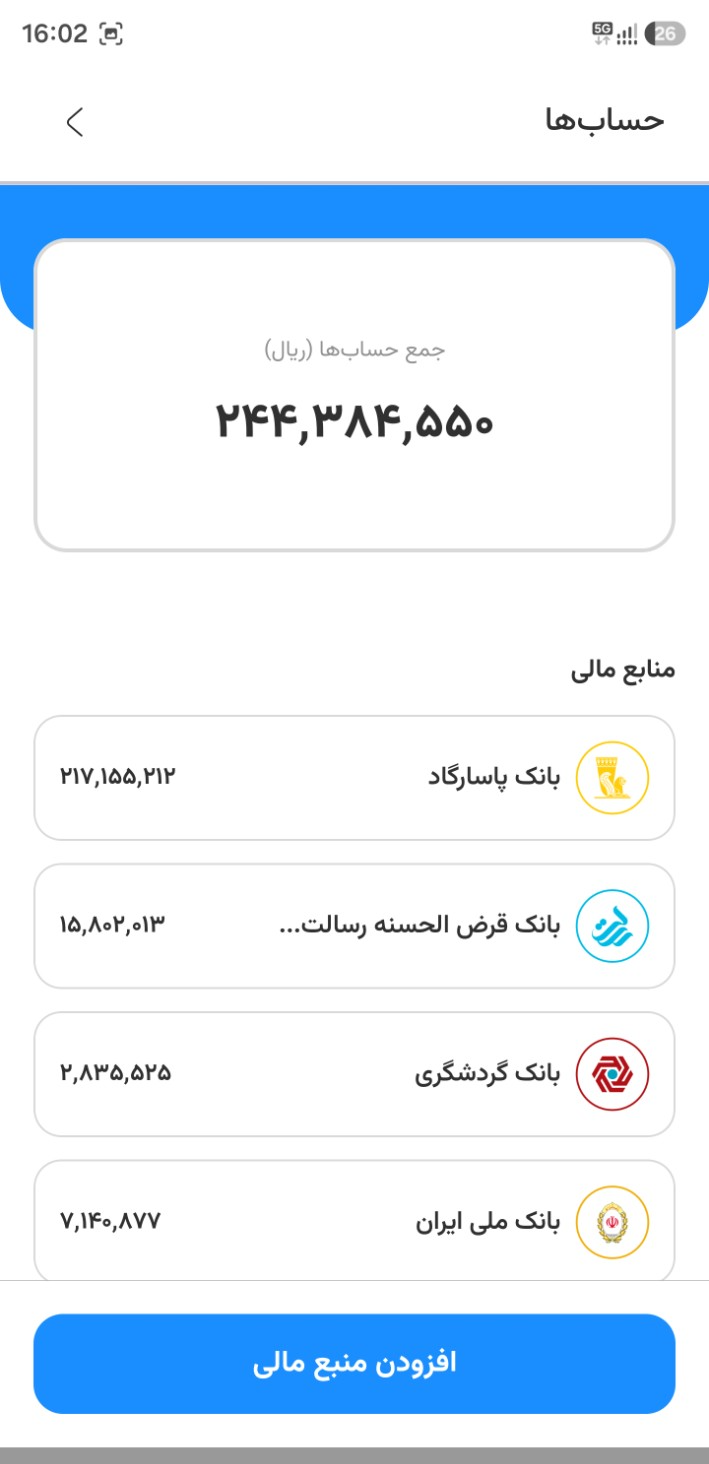 16:02
5G
26
حساب‌ها
جمع حساب‌ها (ریال)
۲۴۴,۳۸۴,۵۵۰
منابع مالی
بانک پاسارگاد ۲۱۷,۱۵۵,۲۱۲
بانک قرض الحسنه رسالت... ۱۵,۸۰۲,۰۱۳
بانک گردشگری ۲,۸۳۵,۵۲۵
بانک ملی ایران ۷,۱۴۰,۸۷۷
افزودن منبع مالی